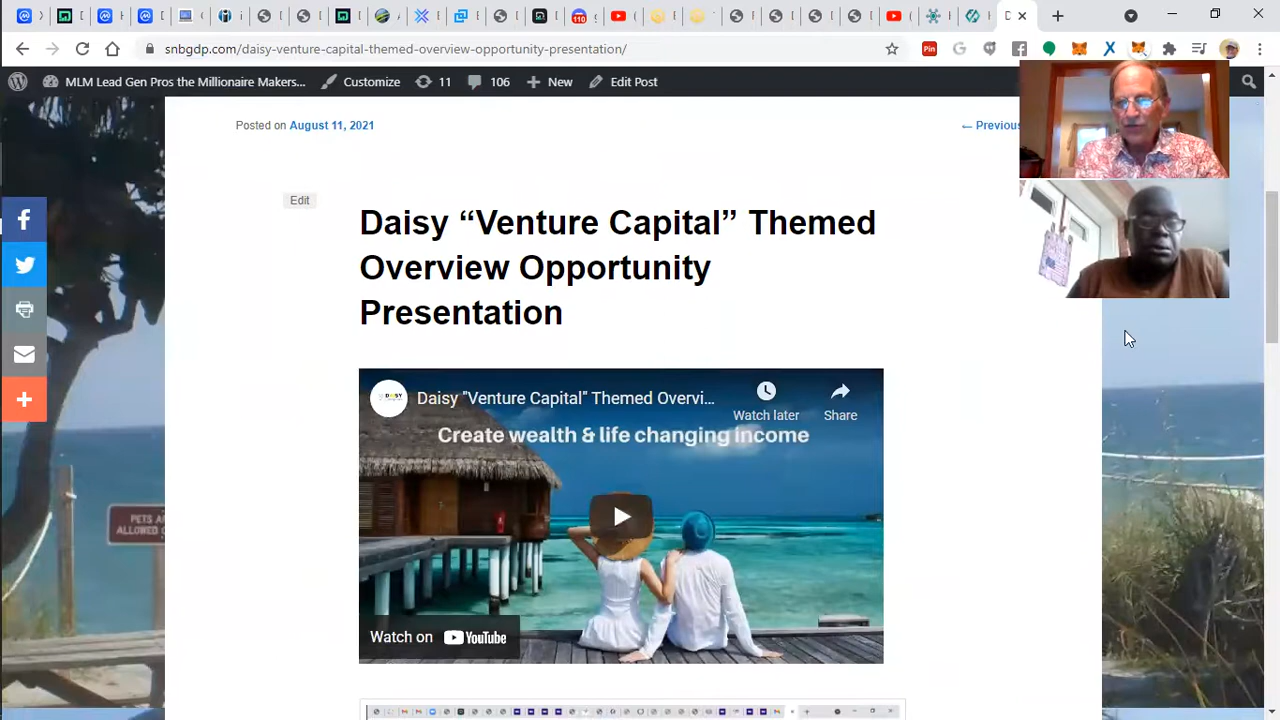 110
snbgdp.com/daisy-venture-capital-themed-overview-opportunity-presentation/
Pin
MLM Lead Gen Pros the Millionaire Makers...
Customize
11
106
New
Edit Post
Posted on August 11, 2021
← Previous
Edit
Daisy “Venture Capital” Themed
Overview Opportunity
Presentation
Daisy "Venture Capital" Themed Overvi...
Watch later
Share
Create wealth & life changing income
PETS
ALLOWED
Watch on YouTube